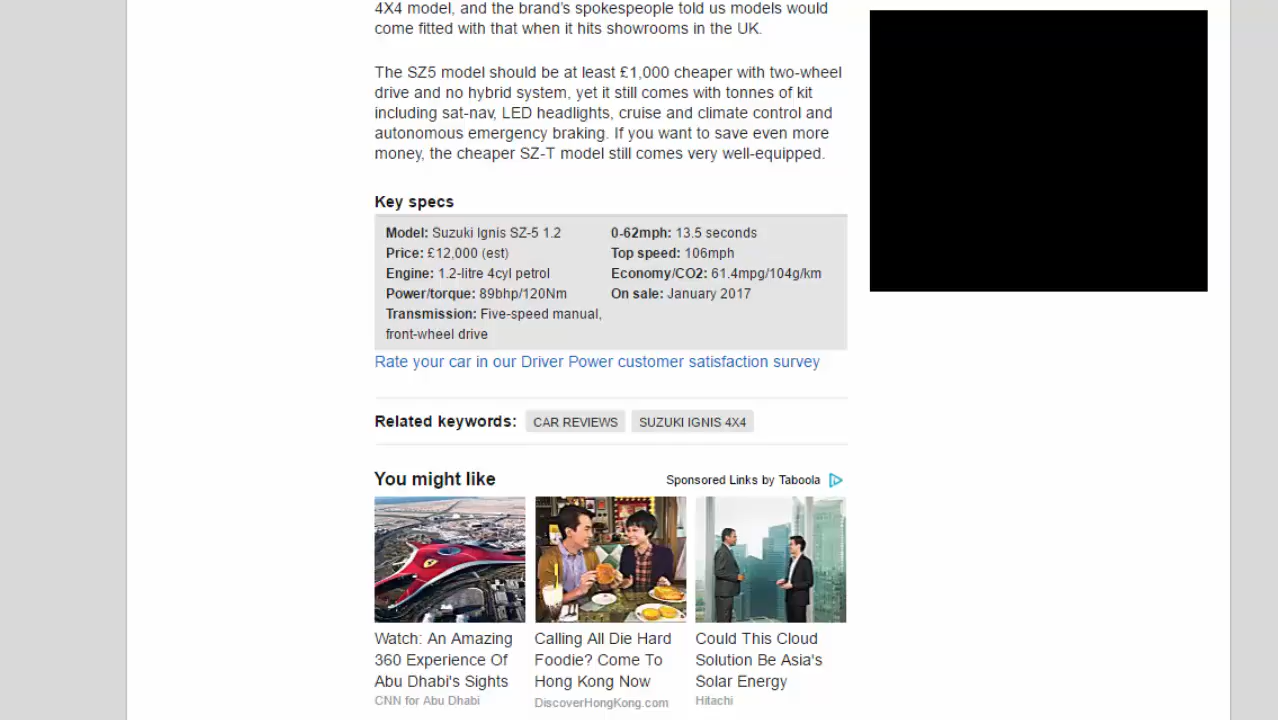 4X4 model, and the brand's spokespeople told us models would
come fitted with that when it hits showrooms in the UK.
The SZ5 model should be at least £1,000 cheaper with two-wheel
drive and no hybrid system, yet it still comes with tonnes of kit
including sat-nav, LED headlights, cruise and climate control and
autonomous emergency braking. If you want to save even more
money, the cheaper SZ-T model still comes very well-equipped.
Key specs
Model: Suzuki Ignis SZ-5 1.2
Price: £12,000 (est)
Engine: 1.2-litre 4cyl petrol
Power/torque: 89bhp/120Nm
Transmission: Five-speed manual,
front-wheel drive
0-62mph: 13.5 seconds
Top speed: 106mph
Economy/CO2: 61.4mpg/104g/km
On sale: January 2017
Rate your car in our Driver Power customer satisfaction survey
Related keywords: CAR REVIEWS SUZUKI IGNIS 4X4
You might like
Sponsored Links by Taboola
Watch: An Amazing
360 Experience Of
Abu Dhabi's Sights
CNN for Abu Dhabi
Calling All Die Hard
Foodie? Come To
Hong Kong Now
DiscoverHongKong.com
Could This Cloud
Solution Be Asia's
Solar Energy
Hitachi